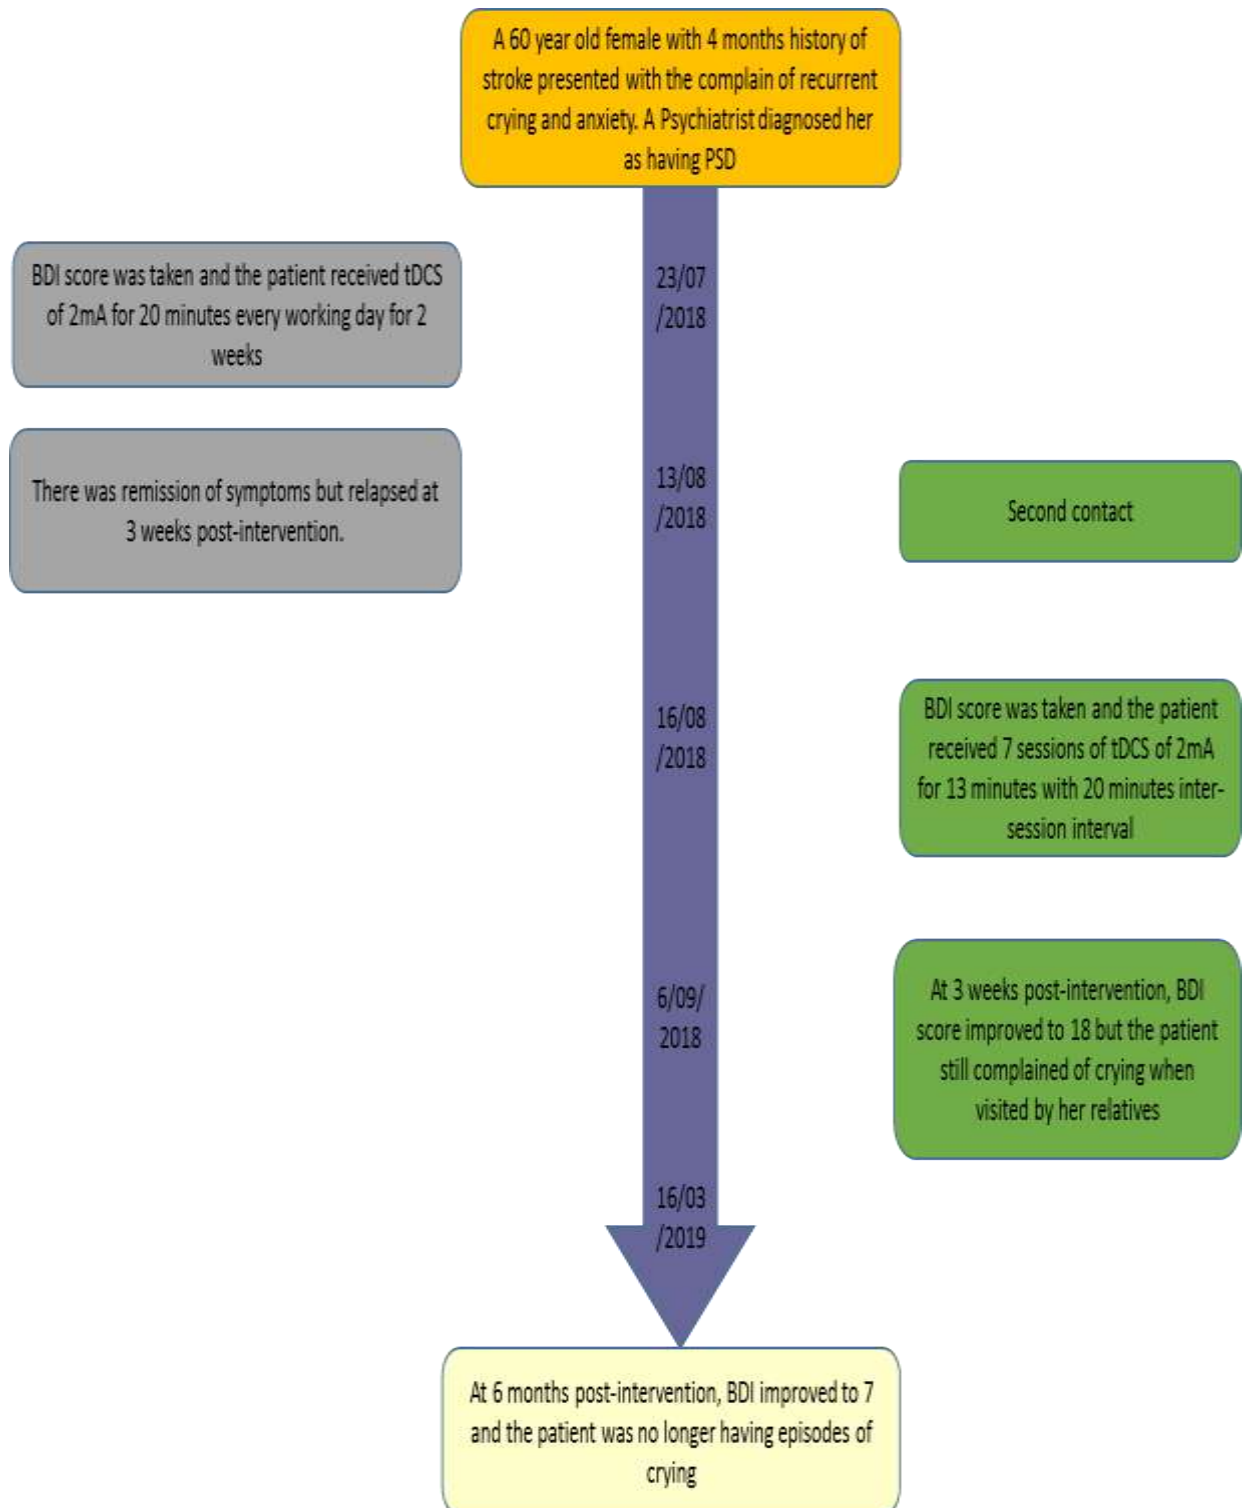 A 60 year old female with 4 months history of
stroke presented with the complain of recurrent
crying and anxiety. A Psychiatrist diagnosed her
as having PSD
23/07
/2018
BDI score was taken and the patient received tDCS
of 2mA for 20 minutes every working day for 2
weeks
13/08
/2018
There was remission of symptoms but relapsed at
3 weeks post-intervention.
Second contact
16/08
/2018
BDI score was taken and the patient
received 7 sessions of tDCS of 2mA
for 13 minutes with 20 minutes inter-
session interval
6/09/
2018
At 3 weeks post-intervention, BDI
score improved to 18 but the patient
still complained of crying when
visited by her relatives
16/03
/2019
At 6 months post-intervention, BDI improved to 7
and the patient was no longer having episodes of
crying